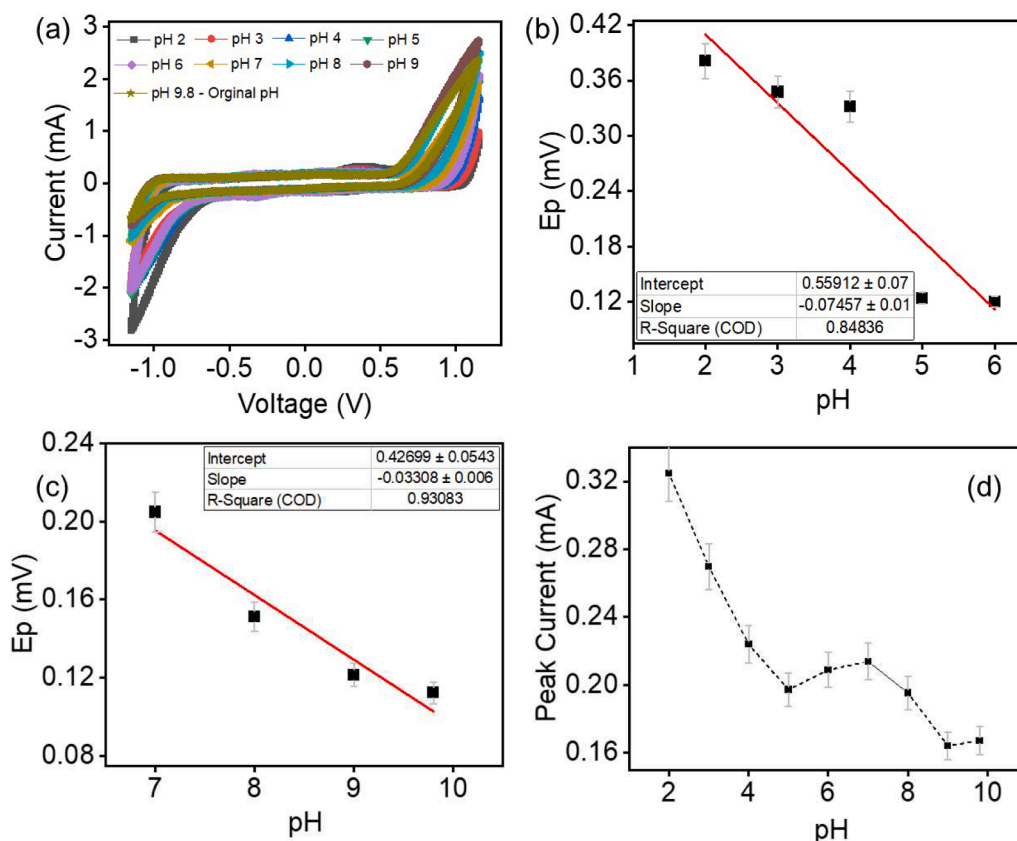 (a)
pH 2 pH 3 pH 4 pH 5
pH 6 pH 7 pH 8 pH 9
pH 9.8 - Orginal pH
Current (mA)
3
2
1
0
-1
-2
-3
-1.0 -0.5 0.0 0.5 1.0
Voltage (V)
(b)
Ep (mV)
0.42
0.36
0.30
0.24
0.18
0.12
Intercept 0.55912 ± 0.07
Slope -0.07457 ± 0.01
R-Square (COD) 0.84836
1 2 3 4 5 6
pH
(c)
Ep (mV)
0.24
0.20
0.16
0.12
0.08
Intercept 0.42699 ± 0.0543
Slope -0.03308 ± 0.006
R-Square (COD) 0.93083
7 8 9 10
pH
(d)
Peak Current (mA)
0.32
0.28
0.24
0.20
0.16
2 4 6 8 10
pH